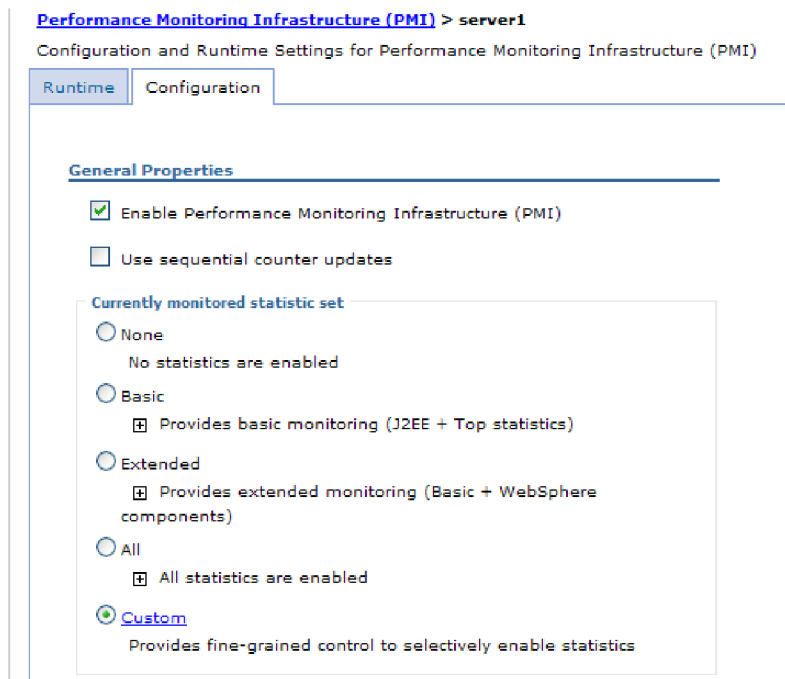 Performance Monitoring Infrastructure (PMI) > server1
Configuration and Runtime Settings for Performance Monitoring Infrastructure (PMI)
Runtime Configuration
General Properties
Enable Performance Monitoring Infrastructure (PMI)
Use sequential counter updates
Currently monitored statistic set
None
No statistics are enabled
Basic
Provides basic monitoring (J2EE + Top statistics)
Extended
Provides extended monitoring (Basic + WebSphere
components)
All
All statistics are enabled
Custom
Provides fine-grained control to selectively enable statistics